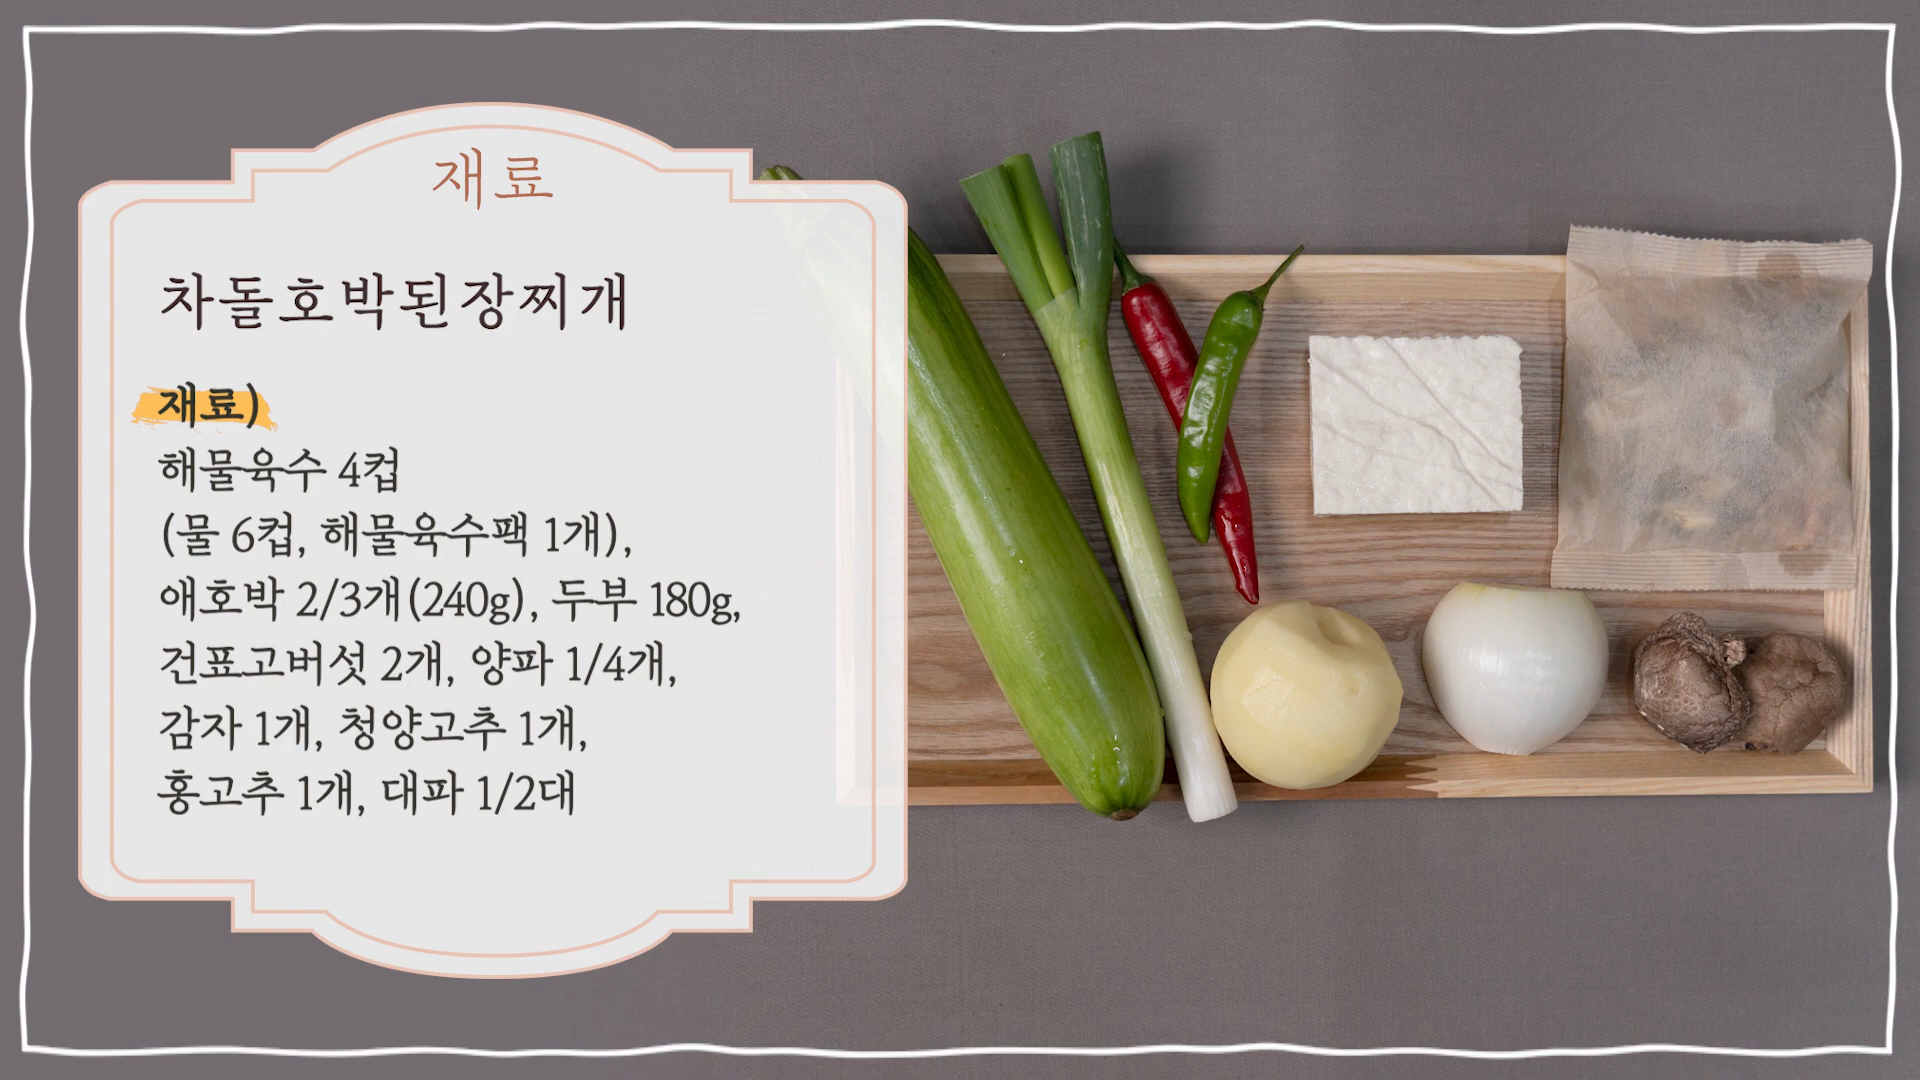 재료
차돌호박된장찌개
재료)
해물육수 4컵
(물 6컵, 해물육수팩 1개),
애호박 2/3개(240g), 두부 180g,
건표고버섯 2개, 양파 1/4개,
감자 1개, 청양고추 1개,
홍고추 1개, 대파 1/2대